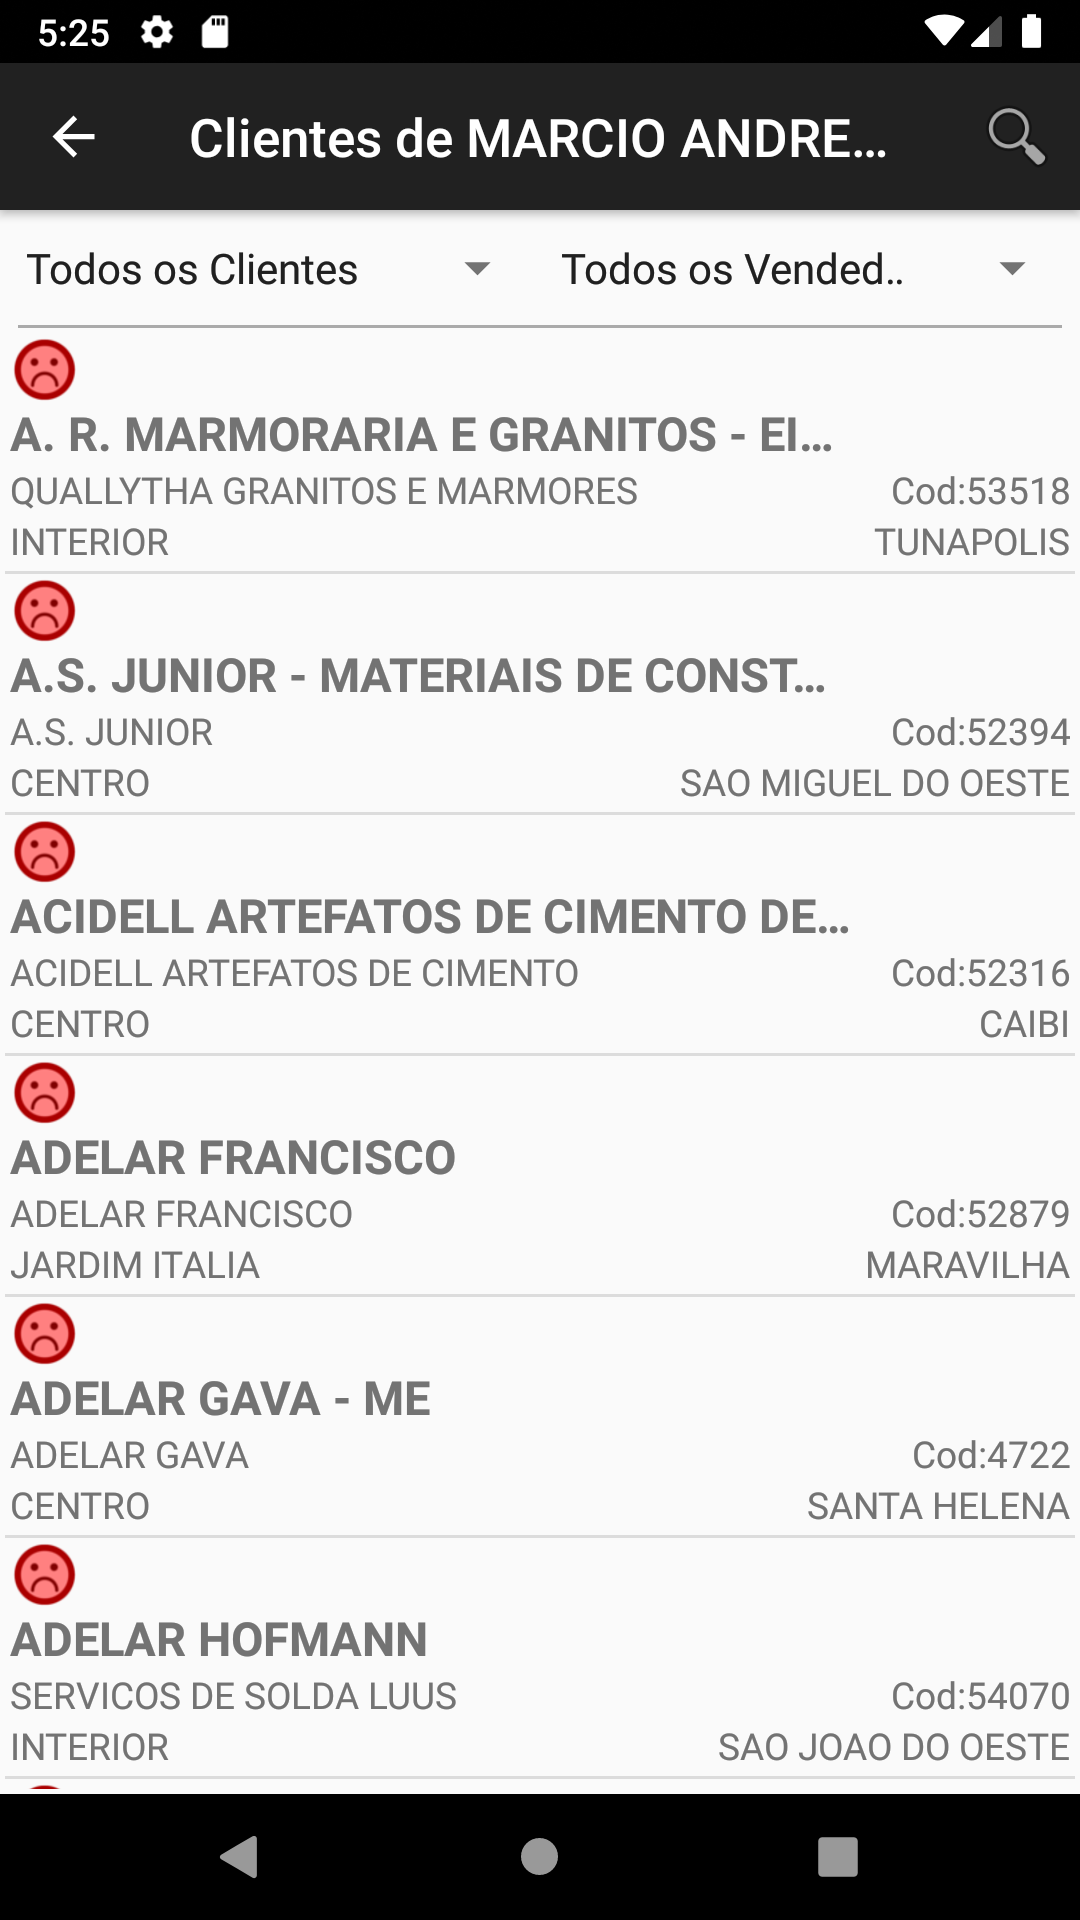 5:25
Clientes de MARCIO ANDRE...
Todos os Clientes
Todos os Vended..
A. R. MARMORARIA E GRANITOS - EI...
QUALLYTHA GRANITOS E MARMORES Cod:53518
INTERIOR TUNAPOLIS
A.S. JUNIOR - MATERIAIS DE CONST...
A.S. JUNIOR Cod:52394
CENTRO SAO MIGUEL DO OESTE
ACIDELL ARTEFATOS DE CIMENTO DE...
ACIDELL ARTEFATOS DE CIMENTO Cod:52316
CENTRO CAIBI
ADELAR FRANCISCO
ADELAR FRANCISCO Cod:52879
JARDIM ITALIA MARAVILHA
ADELAR GAVA - ME
ADELAR GAVA Cod:4722
CENTRO SANTA HELENA
ADELAR HOFMANN
SERVICOS DE SOLDA LUUS Cod:54070
INTERIOR SAO JOAO DO OESTE